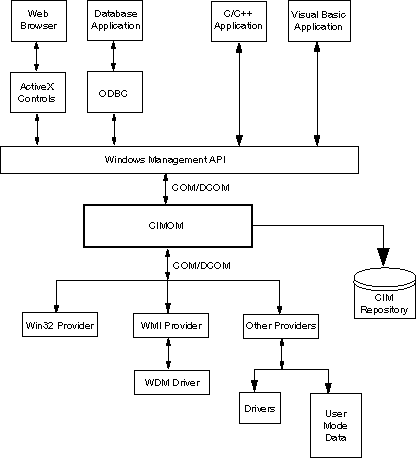 Web
Browser
Database
Application
C/C++
Application
Visual Basic
Application
ActiveX
Controls
ODBC
Windows Management API
COM/DCOM
CIMOM
COM/DCOM
CIM
Repository
Win32 Provider
WMI Provider
Other Providers
WDM Driver
Drivers
User
Mode
Data